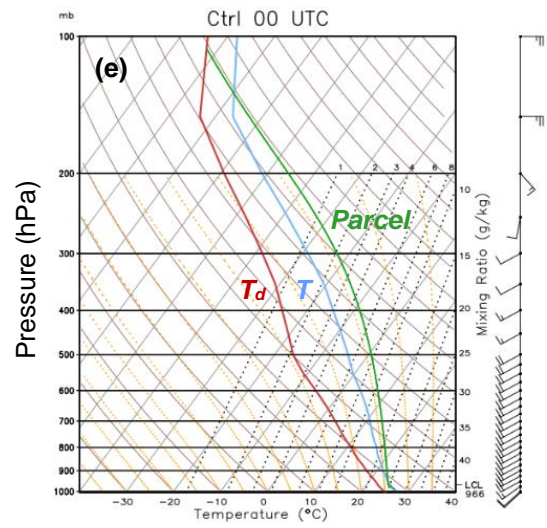 Ctrl 00 UTC
mb
100
(e)
200
1 2 3 4 6 8
10
Parcel
300
15
Td T
400
20
500
25
600
30
700
35
800
40
900
LCL
966
1000
-30 -20 -10 0 10 20 30 40
Temperature (°C)
Pressure (hPa)
Mixing Ratio (g/kg)